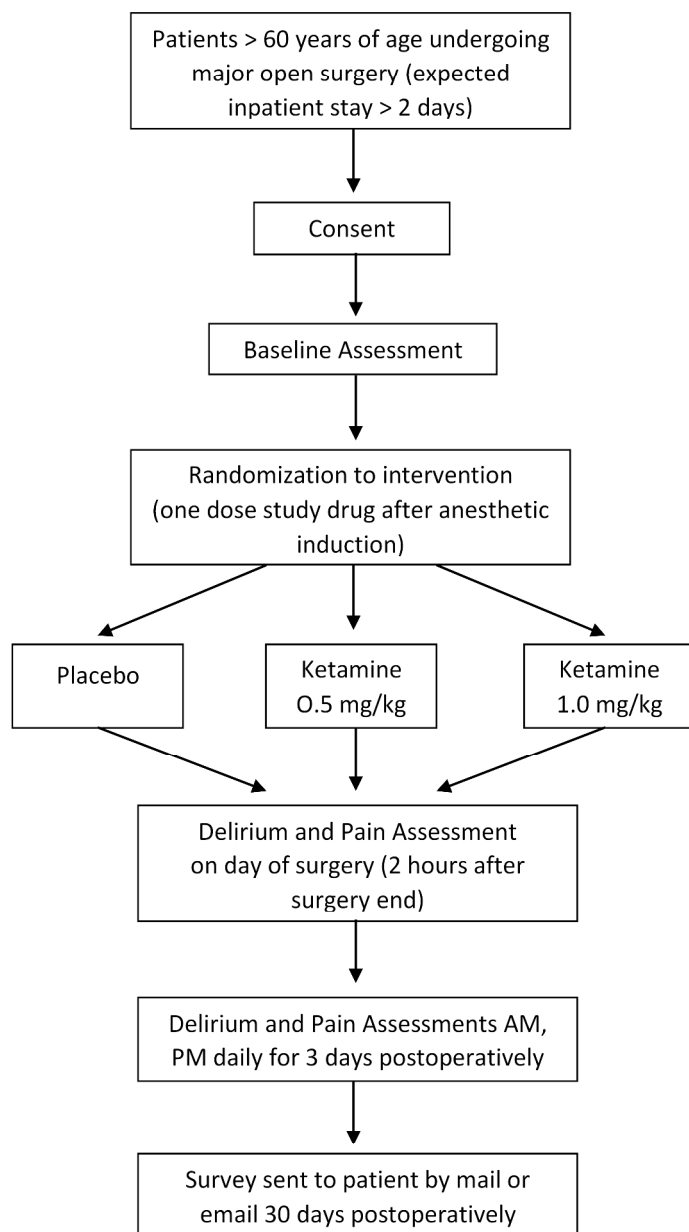 Patients > 60 years of age undergoing
major open surgery (expected
inpatient stay > 2 days)
Consent
Baseline Assessment
Randomization to intervention
(one dose study drug after anesthetic
induction)
Placebo
Ketamine
O.5 mg/kg
Ketamine
1.0 mg/kg
Delirium and Pain Assessment
on day of surgery (2 hours after
surgery end)
Delirium and Pain Assessments AM,
PM daily for 3 days postoperatively
Survey sent to patient by mail or
email 30 days postoperatively